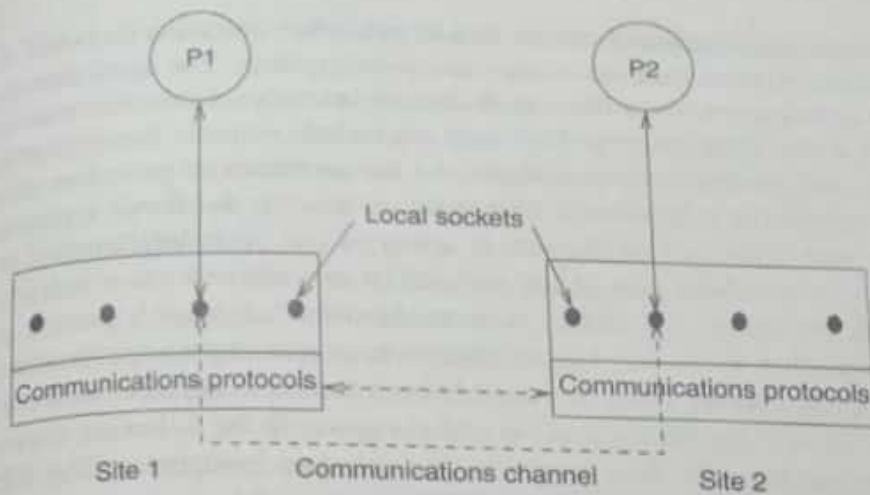 P1
P2
Local sockets
Communications protocols
Communications protocols
Site 1
Communications channel
Site 2